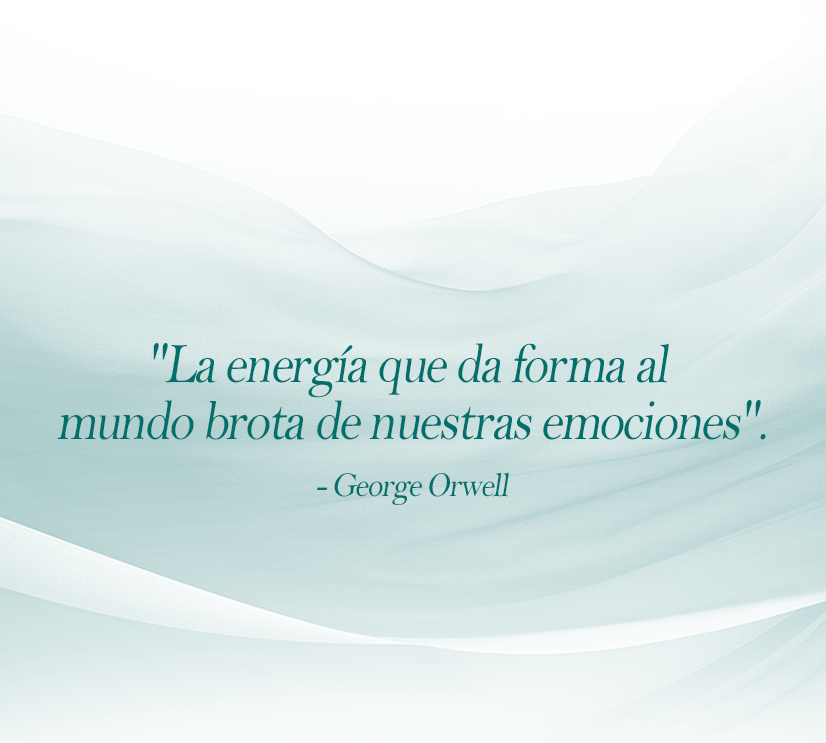 "La energía que da forma al
mundo brota de nuestras emociones".
- George Orwell